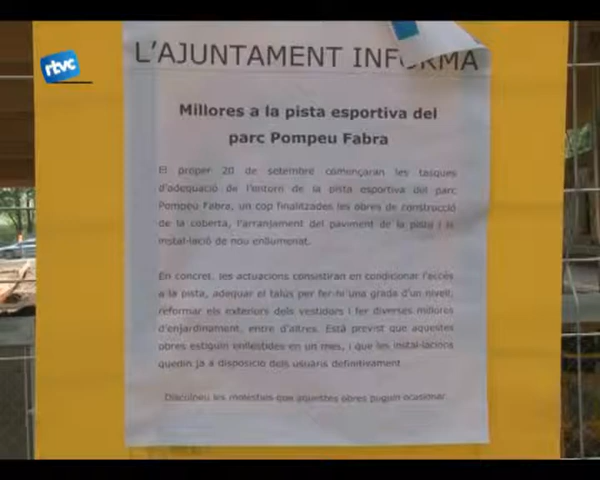 rtvc
L'AJUNTAMENT INFORMA
Millores a la pista esportiva del
parc Pompeu Fabra
El proper 20 de setembre començaran les tasques
d'adequació de l'entorn de la pista esportiva del parc
Pompeu Fabra, un cop finalitzades les obres de construcció
de la coberta, l'arranjament del paviment de la pista i la
instal·lació de nou enllumenat.
En concret, les actuacions consistiran en condicionar l'accés
a la pista, adequar el talús per fer-hi una grada d'un nivell,
reformar els exteriors dels vestidors i fer diverses millores
d'enjardinament, entre d'altres. Està previst que aquestes
obres estiguin enllestides en un mes, i que les instal·lacions
quedin ja a disposició dels usuaris definitivament.
Disculpeu les molèsties que aquestes obres puguin ocasionar.